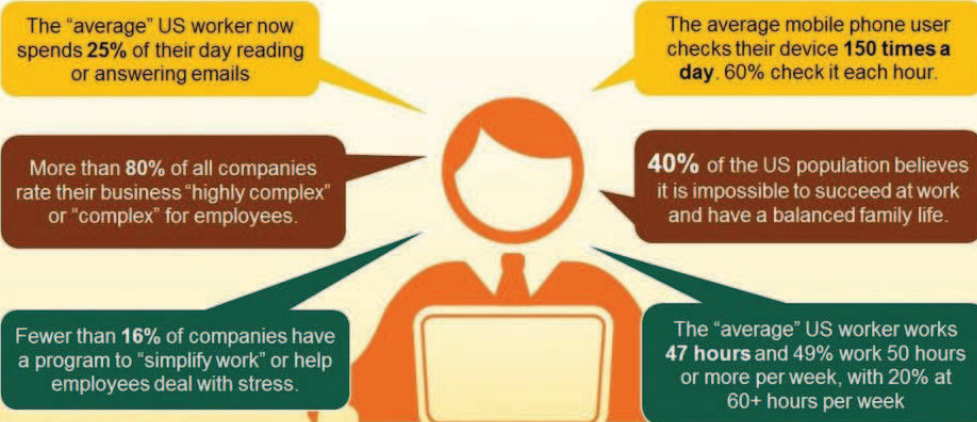 The “average” US worker now
spends 25% of their day reading
or answering emails
The average mobile phone user
checks their device 150 times a
day. 60% check it each hour.
More than 80% of all companies
rate their business “highly complex”
or “complex” for employees.
40% of the US population believes
it is impossible to succeed at work
and have a balanced family life.
Fewer than 16% of companies have
a program to “simplify work” or help
employees deal with stress.
The “average” US worker works
47 hours and 49% work 50 hours
or more per week, with 20% at
60+ hours per week